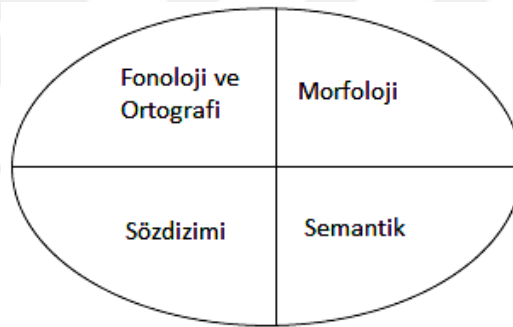 Fonoloji ve
Ortografi
Morfoloji
Sözdizimi
Semantik